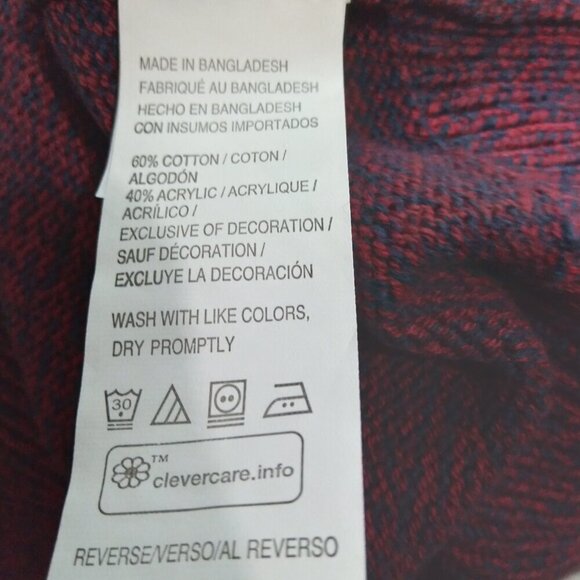 MADE IN BANGLADESH
FABRIQUÉ AU BANGLADESH
HECHO EN BANGLADESH
CON INSUMOS IMPORTADOS
60% COTTON / COTON /
ALGODÓN
40% ACRYLIC / ACRYLIQUE /
ACRÍLICO /
EXCLUSIVE OF DECORATION /
SAUF DÉCORATION /
EXCLUYE LA DECORACIÓN
WASH WITH LIKE COLORS,
DRY PROMPTLY
30
TM
clevercare.info
REVERSE/VERSO/AL REVERSO